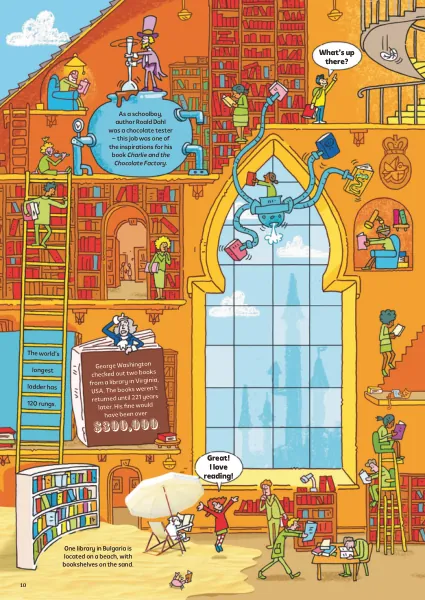 What's up
there?
As a schoolboy,
author Roald Dahl
was a chocolate tester
– this job was one of
the inspirations for his
book Charlie and the
Chocolate Factory.
The world's
longest
ladder has
120 rungs.
George Washington
checked out two books
from a library in Virginia,
USA. The books weren't
returned until 221 years
later. His fine would
have been over
$300,000
Great!
I love
reading!
One library in Bulgaria is
located on a beach, with
bookshelves on the sand.
10